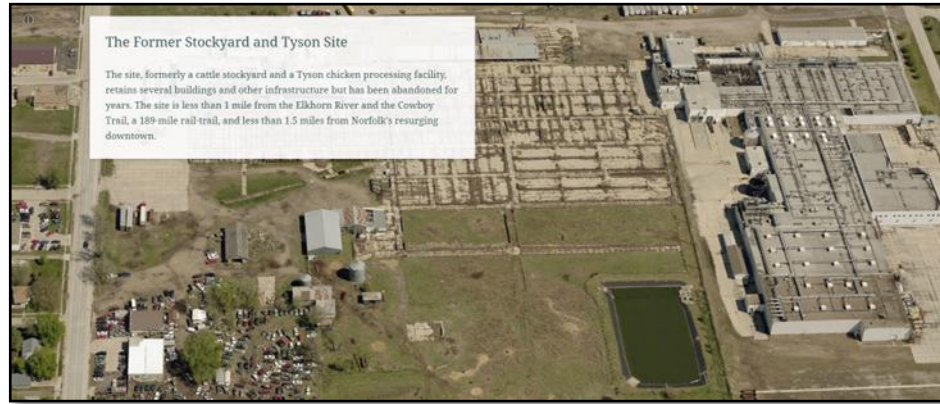 The Former Stockyard and Tyson Site
The site, formerly a cattle stockyard and a Tyson chicken processing facility,
retains several buildings and other infrastructure but has been abandoned for
years. The site is less than 1 mile from the Elkhorn River and the Cowboy
Trail, a 189-mile rail-trail, and less than 1.5 miles from Norfolk's resurging
downtown.